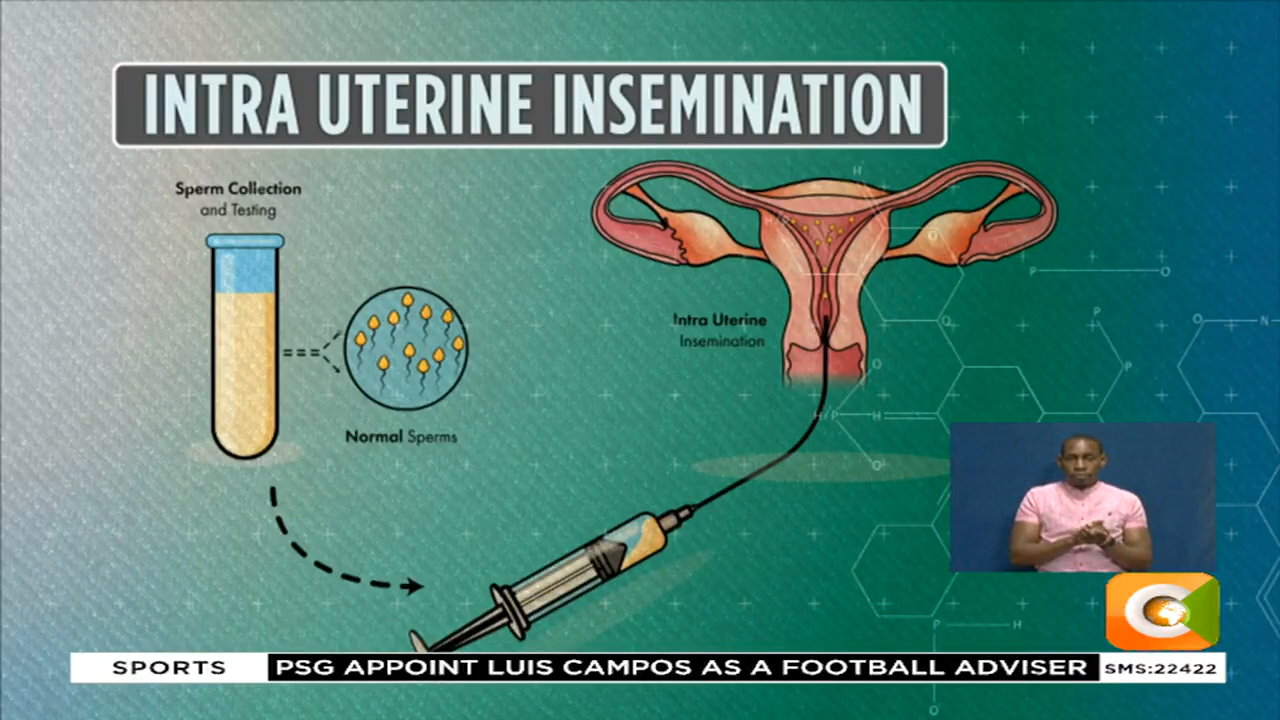 INTRA UTERINE INSEMINATION
Sperm Collection
and Testing
Normal Sperms
Intra Uterine
Insemination
H
O
P
O
P
O
N
O
P
O
H/P
H
O
P
H
O
SPORTS
PSG APPOINT LUIS CAMPOS AS A FOOTBALL ADVISER
SMS:22422